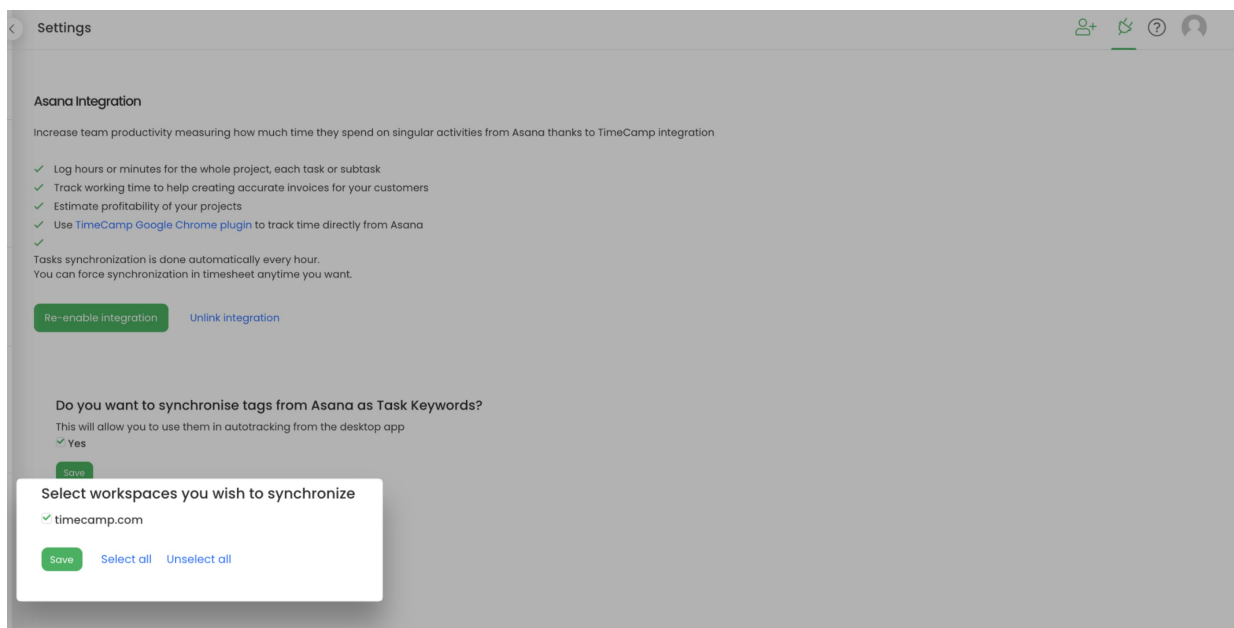 Settings
Asana Integration
Increase team productivity measuring how much time they spend on singular activities from Asana thanks to TimeCamp integration
Log hours or minutes for the whole project, each task or subtask
Track working time to help creating accurate invoices for your customers
Estimate profitability of your projects
Use TimeCamp Google Chrome plugin to track time directly from Asana
Tasks synchronization is done automatically every hour.
You can force synchronization in timesheet anytime you want.
Re-enable integration Unlink integration
Do you want to synchronise tags from Asana as Task Keywords?
This will allow you to use them in autotracking from the desktop app
Yes
Save
Select workspaces you wish to synchronize
timecamp.com
Save Select all Unselect all